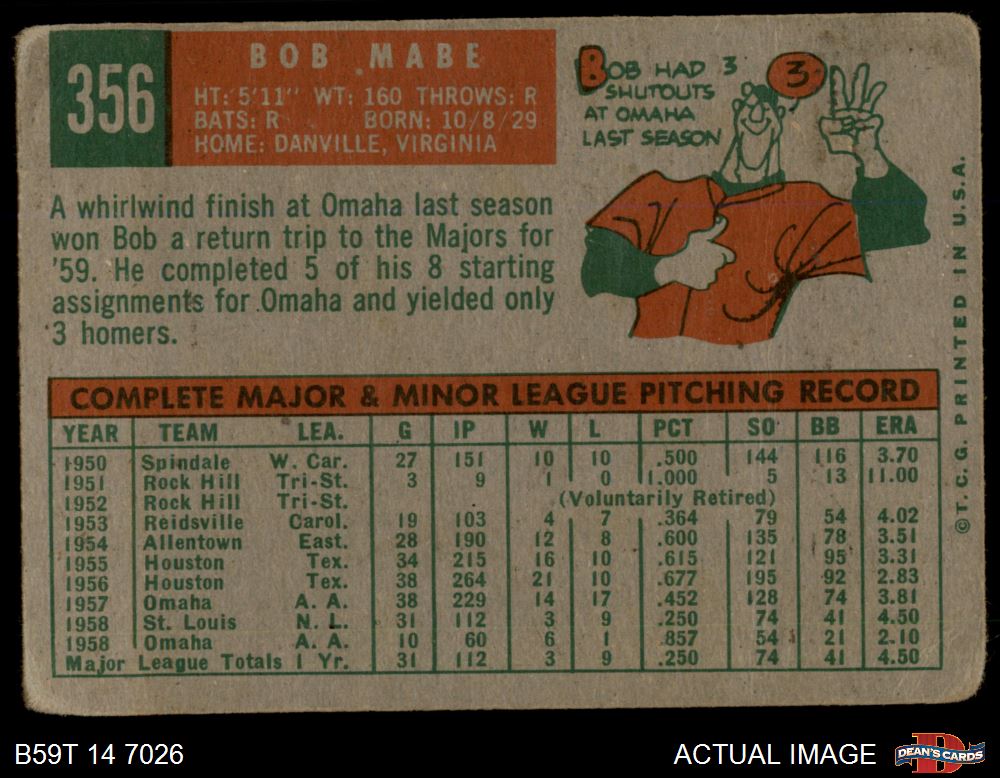 356
BOB MABE
HT: 5'11" WT: 160 THROWS: R
BATS: R BORN: 10/8/29
HOME: DANVILLE, VIRGINIA
BOB HAD 3
SHUTOUTS
AT OMAHA
LAST SEASON
3
A whirlwind finish at Omaha last season
won Bob a return trip to the Majors for
'59. He completed 5 of his 8 starting
assignments for Omaha and yielded only
3 homers.
COMPLETE MAJOR & MINOR LEAGUE PITCHING RECORD
YEAR TEAM LEA. G IP W L PCT SO BB ERA
1950 Spindale W. Car. 27 151 10 10 .500 144 116 3.70
1951 Rock Hill Tri-St. 3 9 1 0 1.000 5 13 11.00
1952 Rock Hill Tri-St. (Voluntarily Retired)
1953 Reidsville Carol. 19 103 4 7 .364 79 54 4.02
1954 Allentown East. 28 190 12 8 .600 135 78 3.51
1955 Houston Tex. 34 215 16 10 .615 121 95 3.31
1956 Houston Tex. 38 264 21 10 .677 195 92 2.83
1957 Omaha A. A. 38 229 14 17 .452 128 74 3.81
1958 St. Louis N. L. 31 112 3 9 .250 74 41 4.50
1958 Omaha A. A. 10 60 6 1 .857 54 21 2.10
Major League Totals 1 Yr. 31 112 3 9 .250 74 41 4.50
©T.C.G. PRINTED IN U.S.A.
B59T 14 7026
ACTUAL IMAGE
DEAN'S CARDS